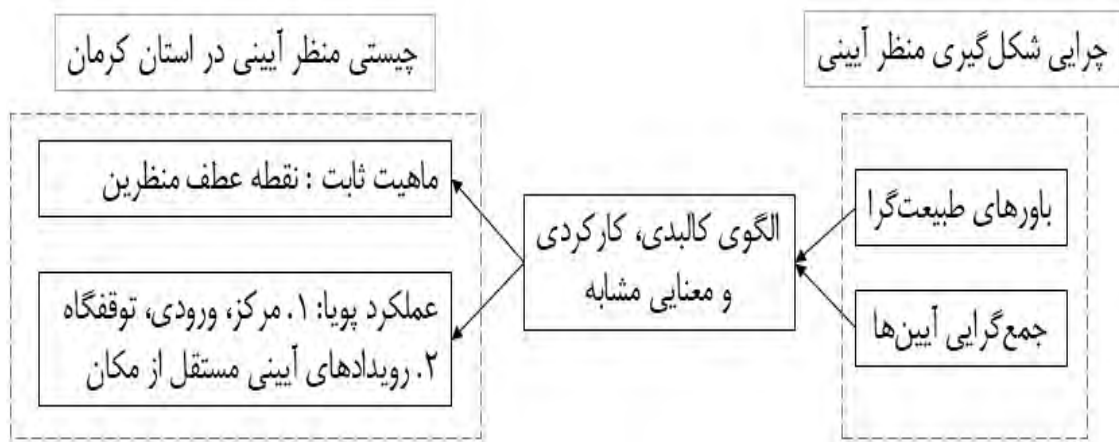 چرایی شکل‌گیری منظر آیینی
چیستی منظر آیینی در استان کرمان
باورهای طبیعت‌گرا
جمع‌گرایی آیین‌ها
الگوی کالبدی، کارکردی
و معنایی مشابه
ماهیت ثابت : نقطه عطف منظرین
عملکرد پویا: ۱. مرکز، ورودی، توقفگاه
۲. رویدادهای آیینی مستقل از مکان